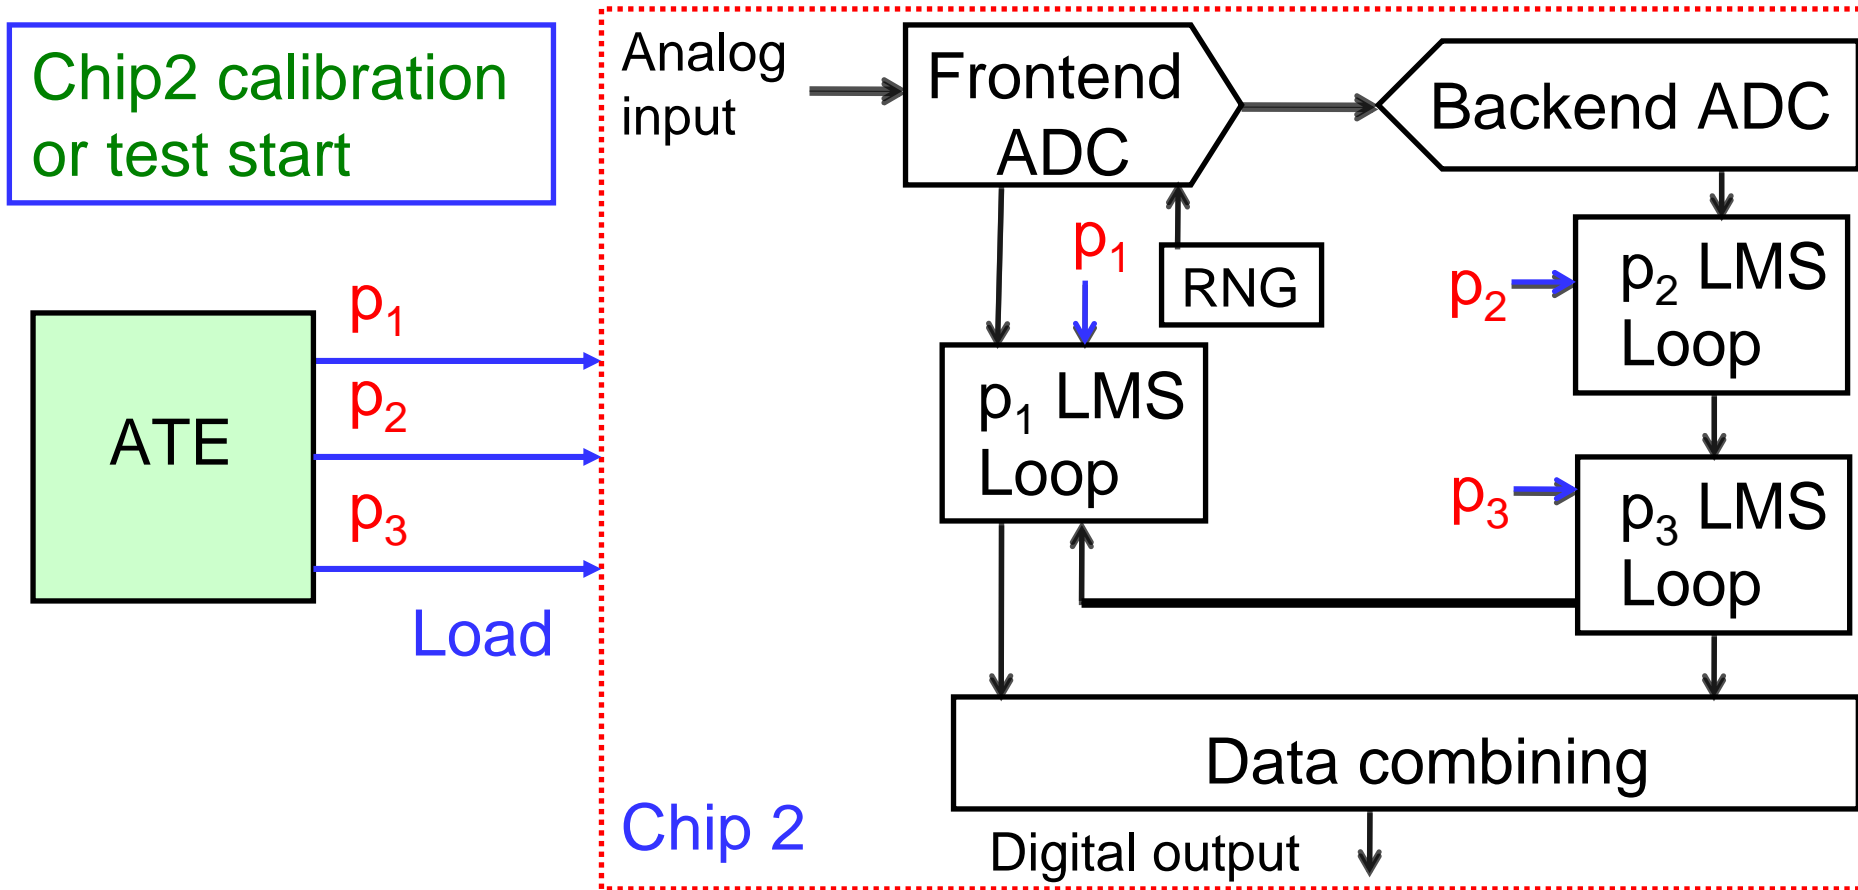 Chip2 calibration
or test start
ATE
p1
p2
p3
Load
Analog
input
Frontend
ADC
Backend ADC
p1
RNG
p1 LMS
Loop
p2
p2 LMS
Loop
p3
p3 LMS
Loop
Data combining
Chip 2
Digital output